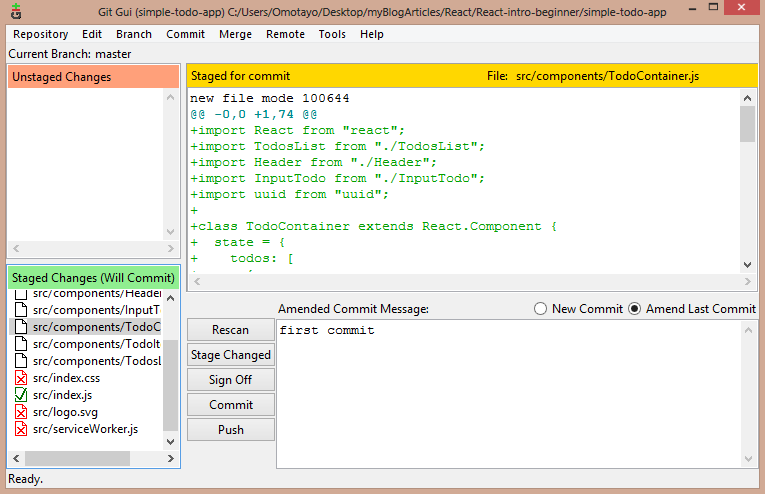 Git Gui (simple-todo-app) C:/Users/Omotayo/Desktop/myBlogArticles/React/React-intro-beginner/simple-todo-app
Repository Edit Branch Commit Merge Remote Tools Help
Current Branch: master
Unstaged Changes
Staged for commit File: src/components/TodoContainer.js
new file mode 100644
@@ -0,0 +1,74 @@
+import React from "react";
+import TodosList from "./TodosList";
+import Header from "./Header";
+import InputTodo from "./InputTodo";
+import uuid from "uuid";
+
+class TodoContainer extends React.Component {
+  state = {
+    todos: [
Staged Changes (Will Commit)
src/components/Header
src/components/InputT
src/components/TodoC
src/components/TodoIt
src/components/TodosL
src/index.css
src/index.js
src/logo.svg
src/serviceWorker.js
Rescan
Stage Changed
Sign Off
Commit
Push
Amended Commit Message: New Commit Amend Last Commit
first commit
Ready.